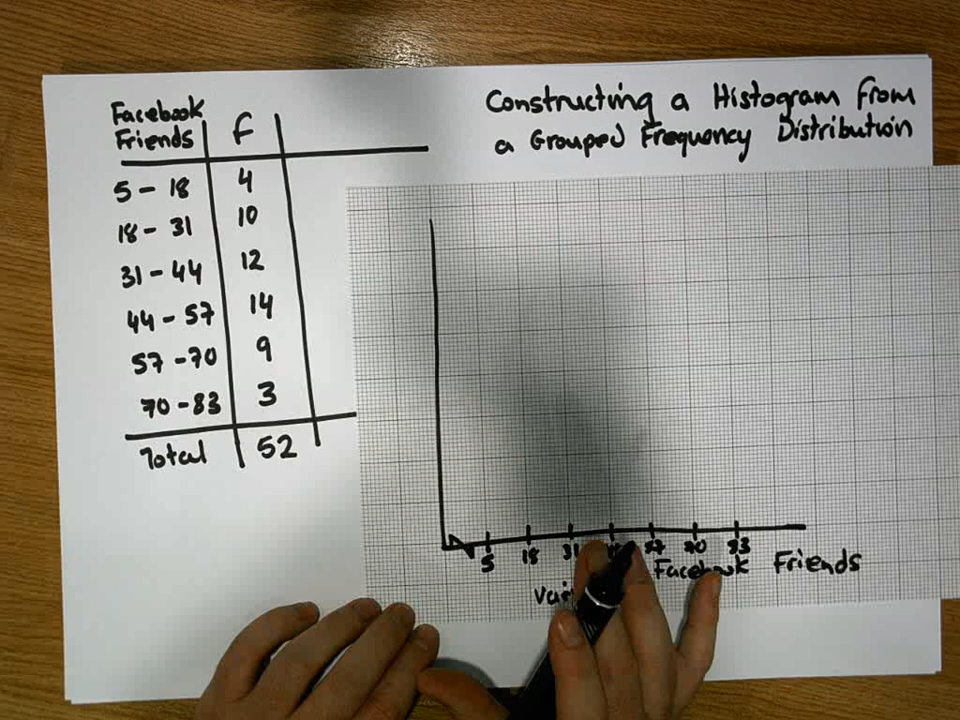 Constructing a Histogram from
a Grouped Frequency Distribution
Facebook
Friends f
5 - 18 4
18 - 31 10
31 - 44 12
44 - 57 14
57 - 70 9
70 - 83 3
Total 52
5 18 31 57 70 83
Facebook Friends